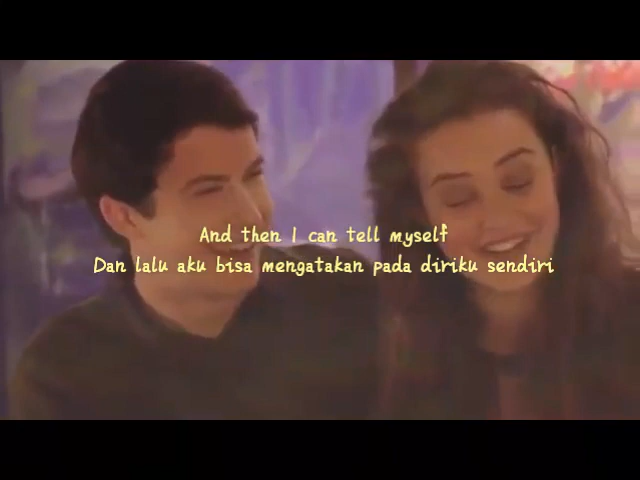 And then I can tell myself
Dan lalu aku bisa mengatakan pada diriku sendiri